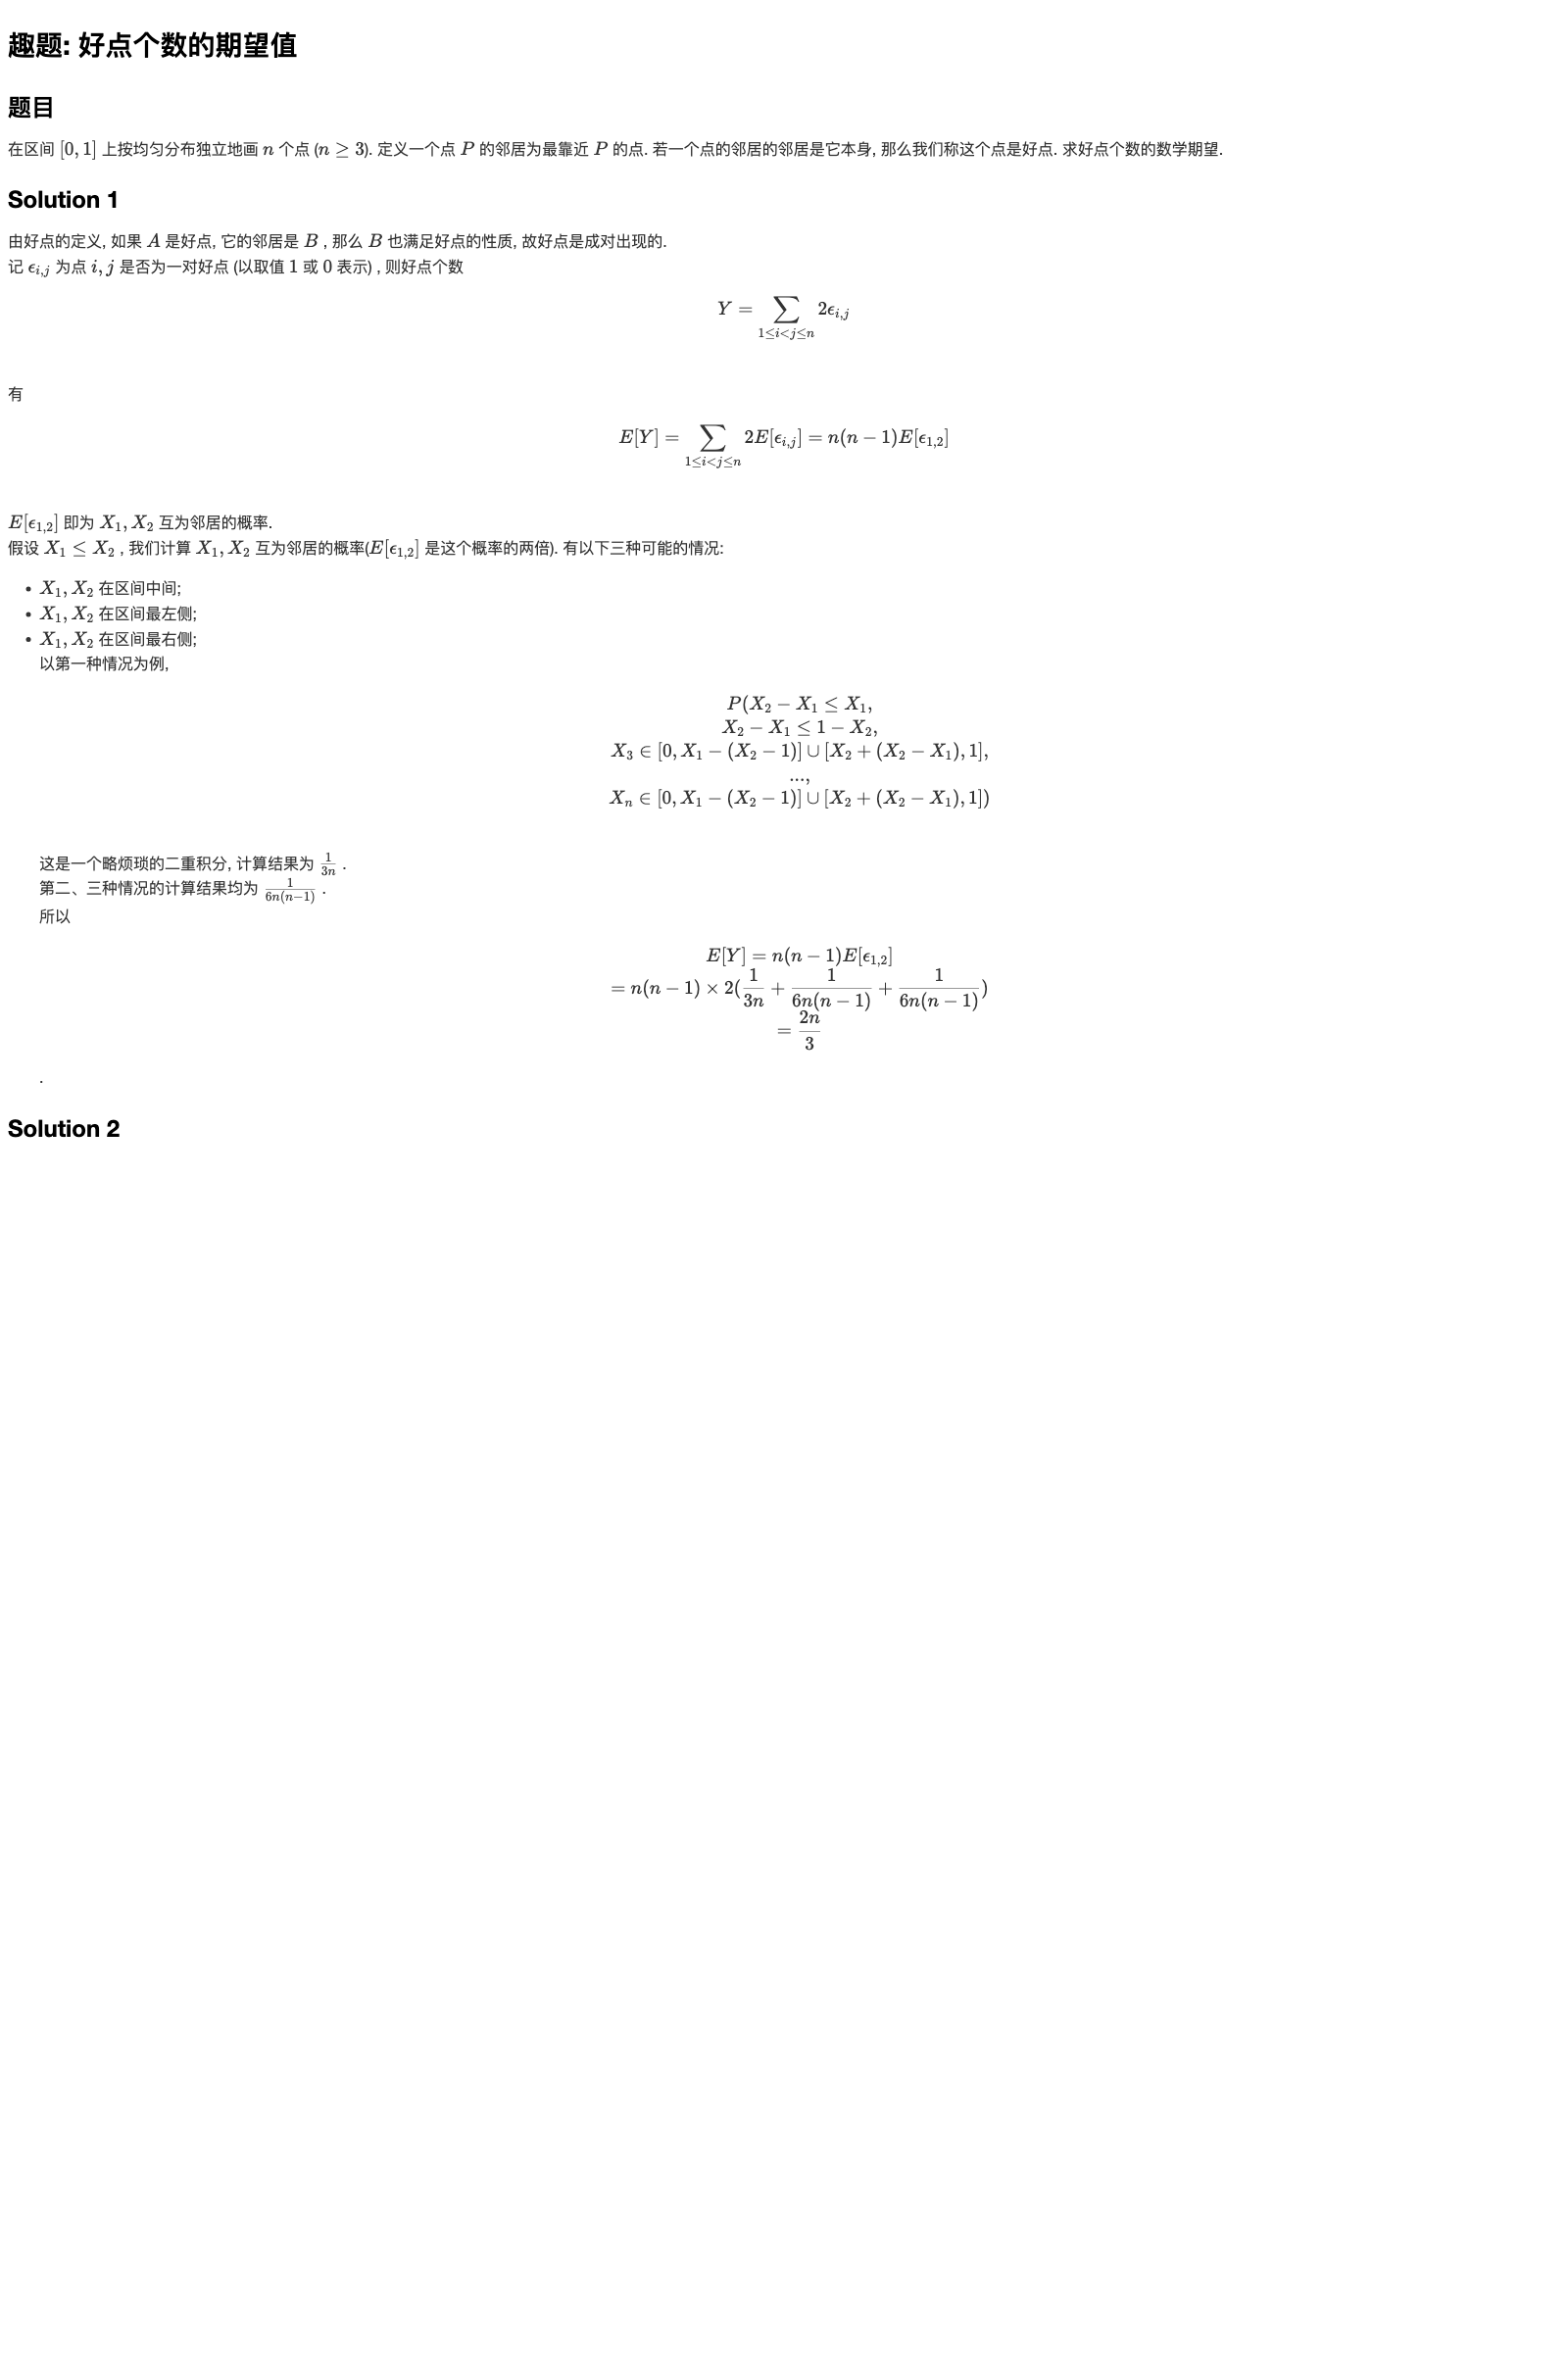 趣题: 好点个数的期望值
题目
在区间 [0, 1] 上按均匀分布独立地画 n 个点 (n ≥ 3). 定义一个点 P 的邻居为最靠近 P 的点. 若一个点的邻居的邻居是它本身, 那么我们称这个点是好点. 求好点个数的数学期望.
Solution 1
由好点的定义, 如果 A 是好点, 它的邻居是 B , 那么 B 也满足好点的性质, 故好点是成对出现的.
记 $\epsilon_{i,j}$ 为点 i, j 是否为一对好点 (以取值 1 或 0 表示) , 则好点个数
$Y = \sum_{1 \le i < j \le n} 2\epsilon_{i,j}$
有
$E[Y] = \sum_{1 \le i < j \le n} 2E[\epsilon_{i,j}] = n(n-1)E[\epsilon_{1,2}]$
$E[\epsilon_{1,2}]$ 即为 $X_1, X_2$ 互为邻居的概率.
假设 $X_1 \le X_2$ , 我们计算 $X_1, X_2$ 互为邻居的概率($E[\epsilon_{1,2}]$ 是这个概率的两倍). 有以下三种可能的情况:
• $X_1, X_2$ 在区间中间;
• $X_1, X_2$ 在区间最左侧;
• $X_1, X_2$ 在区间最右侧;
以第一种情况为例,
$P(X_2 - X_1 \le X_1,$
$X_2 - X_1 \le 1 - X_2,$
$X_3 \in [0, X_1 - (X_2 - 1)] \cup [X_2 + (X_2 - X_1), 1],$
$...,$
$X_n \in [0, X_1 - (X_2 - 1)] \cup [X_2 + (X_2 - X_1), 1])$
这是一个略烦琐的二重积分, 计算结果为 $\frac{1}{3n}$ .
第二、三种情况的计算结果均为 $\frac{1}{6n(n-1)}$ .
所以
$E[Y] = n(n-1)E[\epsilon_{1,2}]$
$= n(n-1) \times 2(\frac{1}{3n} + \frac{1}{6n(n-1)} + \frac{1}{6n(n-1)})$
$= \frac{2n}{3}$
.
Solution 2